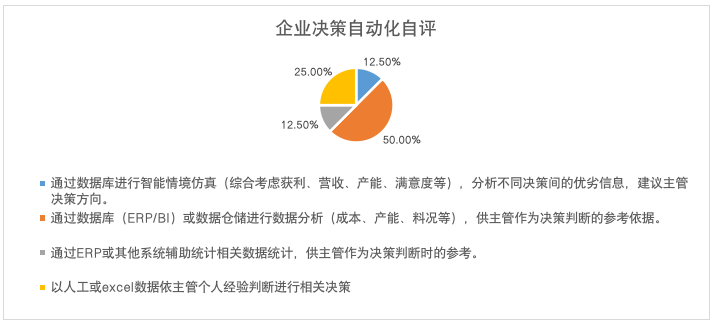 企业决策自动化自评
12.50%
25.00%
12.50%
50.00%
通过数据库进行智能情境仿真（综合考虑获利、营收、产能、满意度等），分析不同决策间的优劣信息，建议主管
决策方向。
通过数据库（ERP/BI）或数据仓储进行数据分析（成本、产能、料况等），供主管作为决策判断的参考依据。
通过ERP或其他系统辅助统计相关数据统计，供主管作为决策判断时的参考。
以人工或excel数据依主管个人经验判断进行相关决策